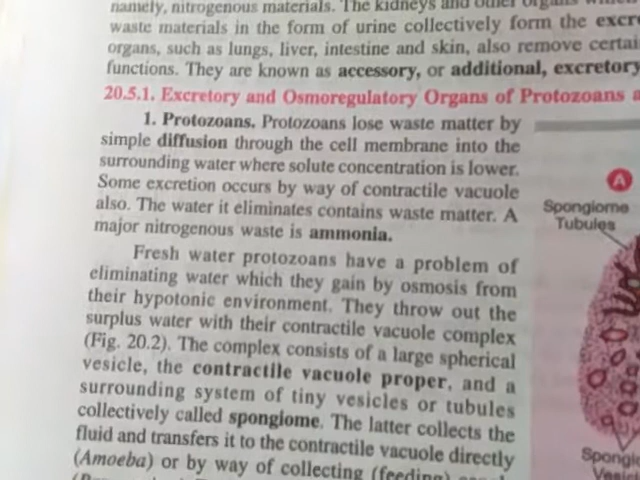 namely, nitrogenous materials. The kidneys and other organs which
waste materials in the form of urine collectively form the excr
organs, such as lungs, liver, intestine and skin, also remove certai
functions. They are known as accessory, or additional, excretory
20.5.1. Excretory and Osmoregulatory Organs of Protozoans a
1. Protozoans. Protozoans lose waste matter by
simple diffusion through the cell membrane into the
surrounding water where solute concentration is lower.
Some excretion occurs by way of contractile vacuole
also. The water it eliminates contains waste matter. A
major nitrogenous waste is ammonia.
Fresh water protozoans have a problem of
eliminating water which they gain by osmosis from
their hypotonic environment. They throw out the
surplus water with their contractile vacuole complex
(Fig. 20.2). The complex consists of a large spherical
vesicle, the contractile vacuole proper, and a
surrounding system of tiny vesicles or tubules
collectively called spongiome. The latter collects the
fluid and transfers it to the contractile vacuole directly
(Amoeba) or by way of collecting (feeding)
A
Spongiome
Tubules
Spongio